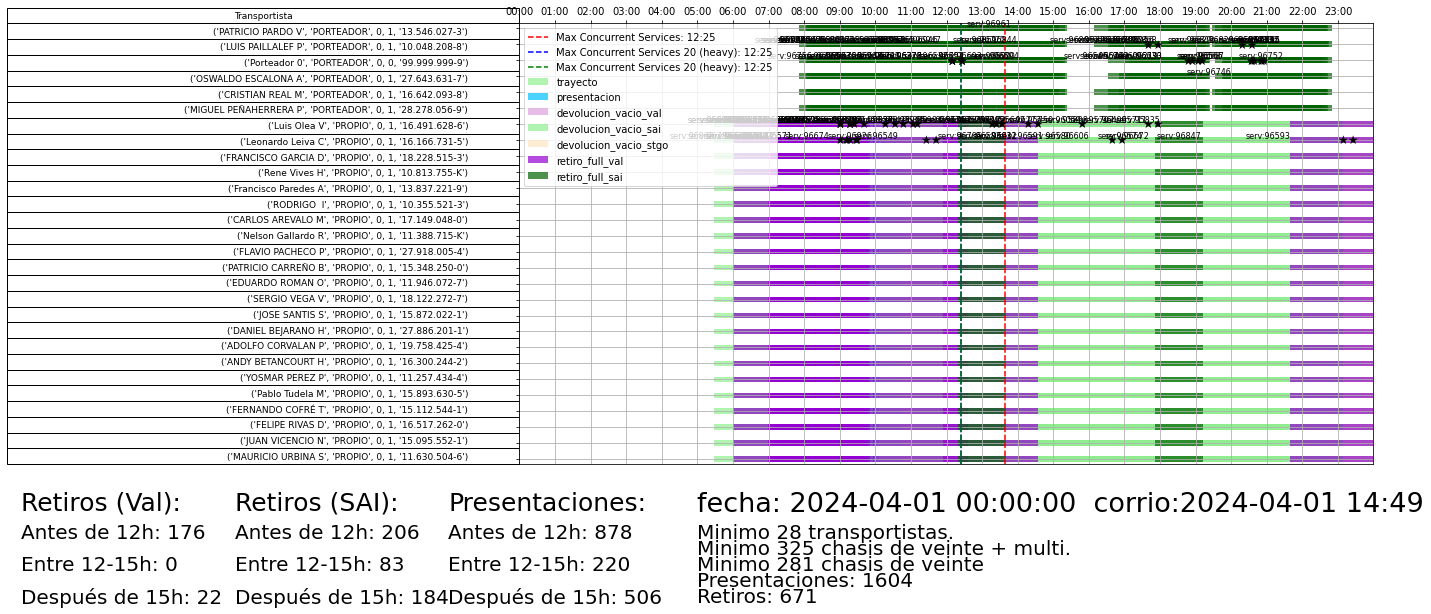 Transportista
00:00 00:00 01:00 02:00 03:00 04:00 05:00 06:00 07:00 08:00 09:00 10:00 11:00 12:00 13:00 14:00 15:00 16:00 17:00 18:00 19:00 20:00 21:00 22:00 23:00
('PATRICIO PARDO V', 'PORTEADOR', 0, 1, '13.546.027-3')
('LUIS PAILLALEF P', 'PORTEADOR', 0, 1, '10.048.208-8')
('Porteador 0', 'PORTEADOR', 0, 0, '99.999.999-9')
('OSWALDO ESCALONA A', 'PORTEADOR', 0, 1, '27.643.631-7')
('CRISTIAN REAL M', 'PORTEADOR', 0, 1, '16.642.093-8')
('MIGUEL PEÑAHERRERA P', 'PORTEADOR', 0, 1, '28.278.056-9')
('Luis Olea V', 'PROPIO', 0, 1, '16.491.628-6')
('Leonardo Leiva C', 'PROPIO', 0, 1, '16.166.731-5')
('FRANCISCO GARCIA D', 'PROPIO', 0, 1, '18.228.515-3')
('Rene Vives H', 'PROPIO', 0, 1, '10.813.755-K')
('Francisco Paredes A', 'PROPIO', 0, 1, '13.837.221-9')
('RODRIGO  I', 'PROPIO', 0, 1, '10.355.521-3')
('CARLOS AREVALO M', 'PROPIO', 0, 1, '17.149.048-0')
('Nelson Gallardo R', 'PROPIO', 0, 1, '11.388.715-K')
('FLAVIO PACHECO P', 'PROPIO', 0, 1, '27.918.005-4')
('PATRICIO CARREÑO B', 'PROPIO', 0, 1, '15.348.250-0')
('EDUARDO ROMAN O', 'PROPIO', 0, 1, '11.946.072-7')
('SERGIO VEGA V', 'PROPIO', 0, 1, '18.122.272-7')
('JOSE SANTIS S', 'PROPIO', 0, 1, '15.872.022-1')
('DANIEL BEJARANO H', 'PROPIO', 0, 1, '27.886.201-1')
('ADOLFO CORVALAN P', 'PROPIO', 0, 1, '19.758.425-4')
('ANDY BETANCOURT H', 'PROPIO', 0, 1, '16.300.244-2')
('YOSMAR PEREZ P', 'PROPIO', 0, 1, '11.257.434-4')
('Pablo Tudela M', 'PROPIO', 0, 1, '15.893.630-5')
('FERNANDO COFRÉ T', 'PROPIO', 0, 1, '15.112.544-1')
('FELIPE RIVAS D', 'PROPIO', 0, 1, '16.517.262-0')
('JUAN VICENCIO N', 'PROPIO', 0, 1, '15.095.552-1')
('MAURICIO URBINA S', 'PROPIO', 0, 1, '11.630.504-6')
Max Concurrent Services: 12:25
Max Concurrent Services 20 (heavy): 12:25
Max Concurrent Services 20 (heavy): 12:25
trayecto
presentacion
devolucion_vacio_val
devolucion_vacio_sai
devolucion_vacio_stgo
retiro_full_val
retiro_full_sai
serv:96961
serv:96752
serv:96746
serv:96847
serv:96593
Retiros (Val):
Antes de 12h: 176
Entre 12-15h: 0
Después de 15h: 22
Retiros (SAI):
Antes de 12h: 206
Entre 12-15h: 83
Después de 15h: 184
Presentaciones:
Antes de 12h: 878
Entre 12-15h: 220
Después de 15h: 506
fecha: 2024-04-01 00:00:00  corrio:2024-04-01 14:49
Minimo 28 transportistas.
Minimo 325 chasis de veinte + multi.
Minimo 281 chasis de veinte
Presentaciones: 1604
Retiros: 671